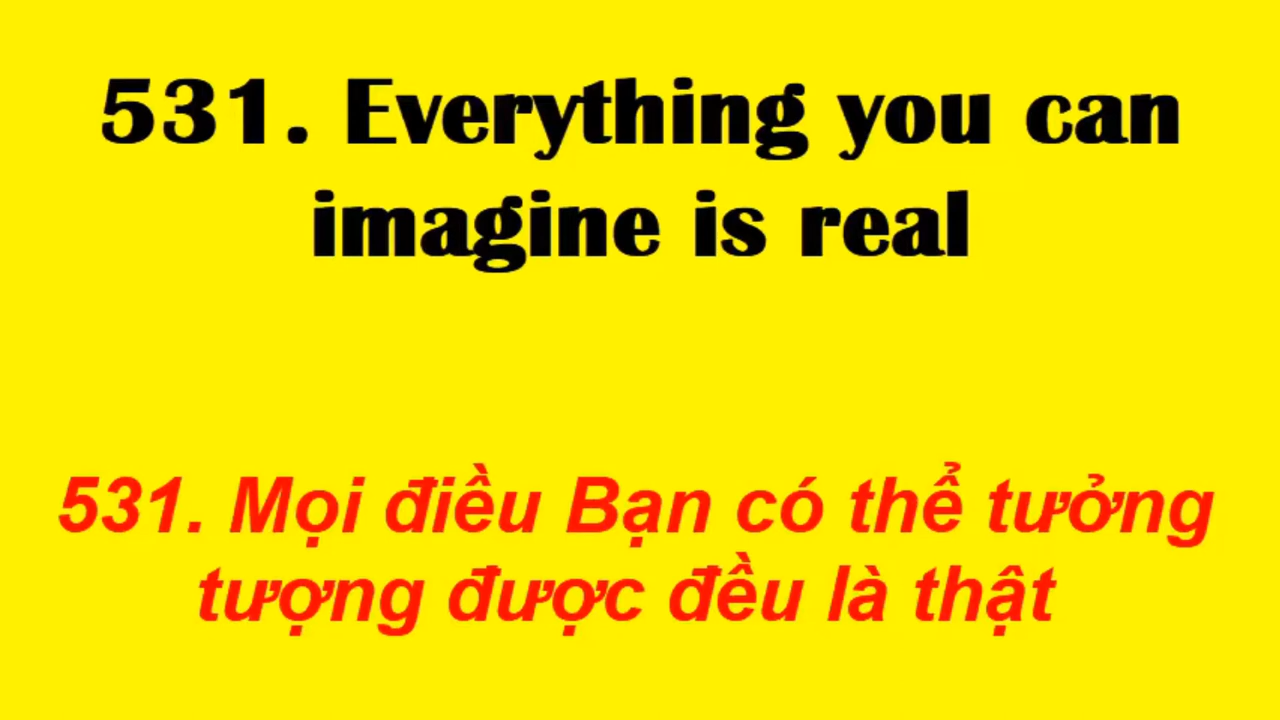 531. Everything you can
imagine is real
531. Mọi điều Bạn có thể tưởng
tượng được đều là thật